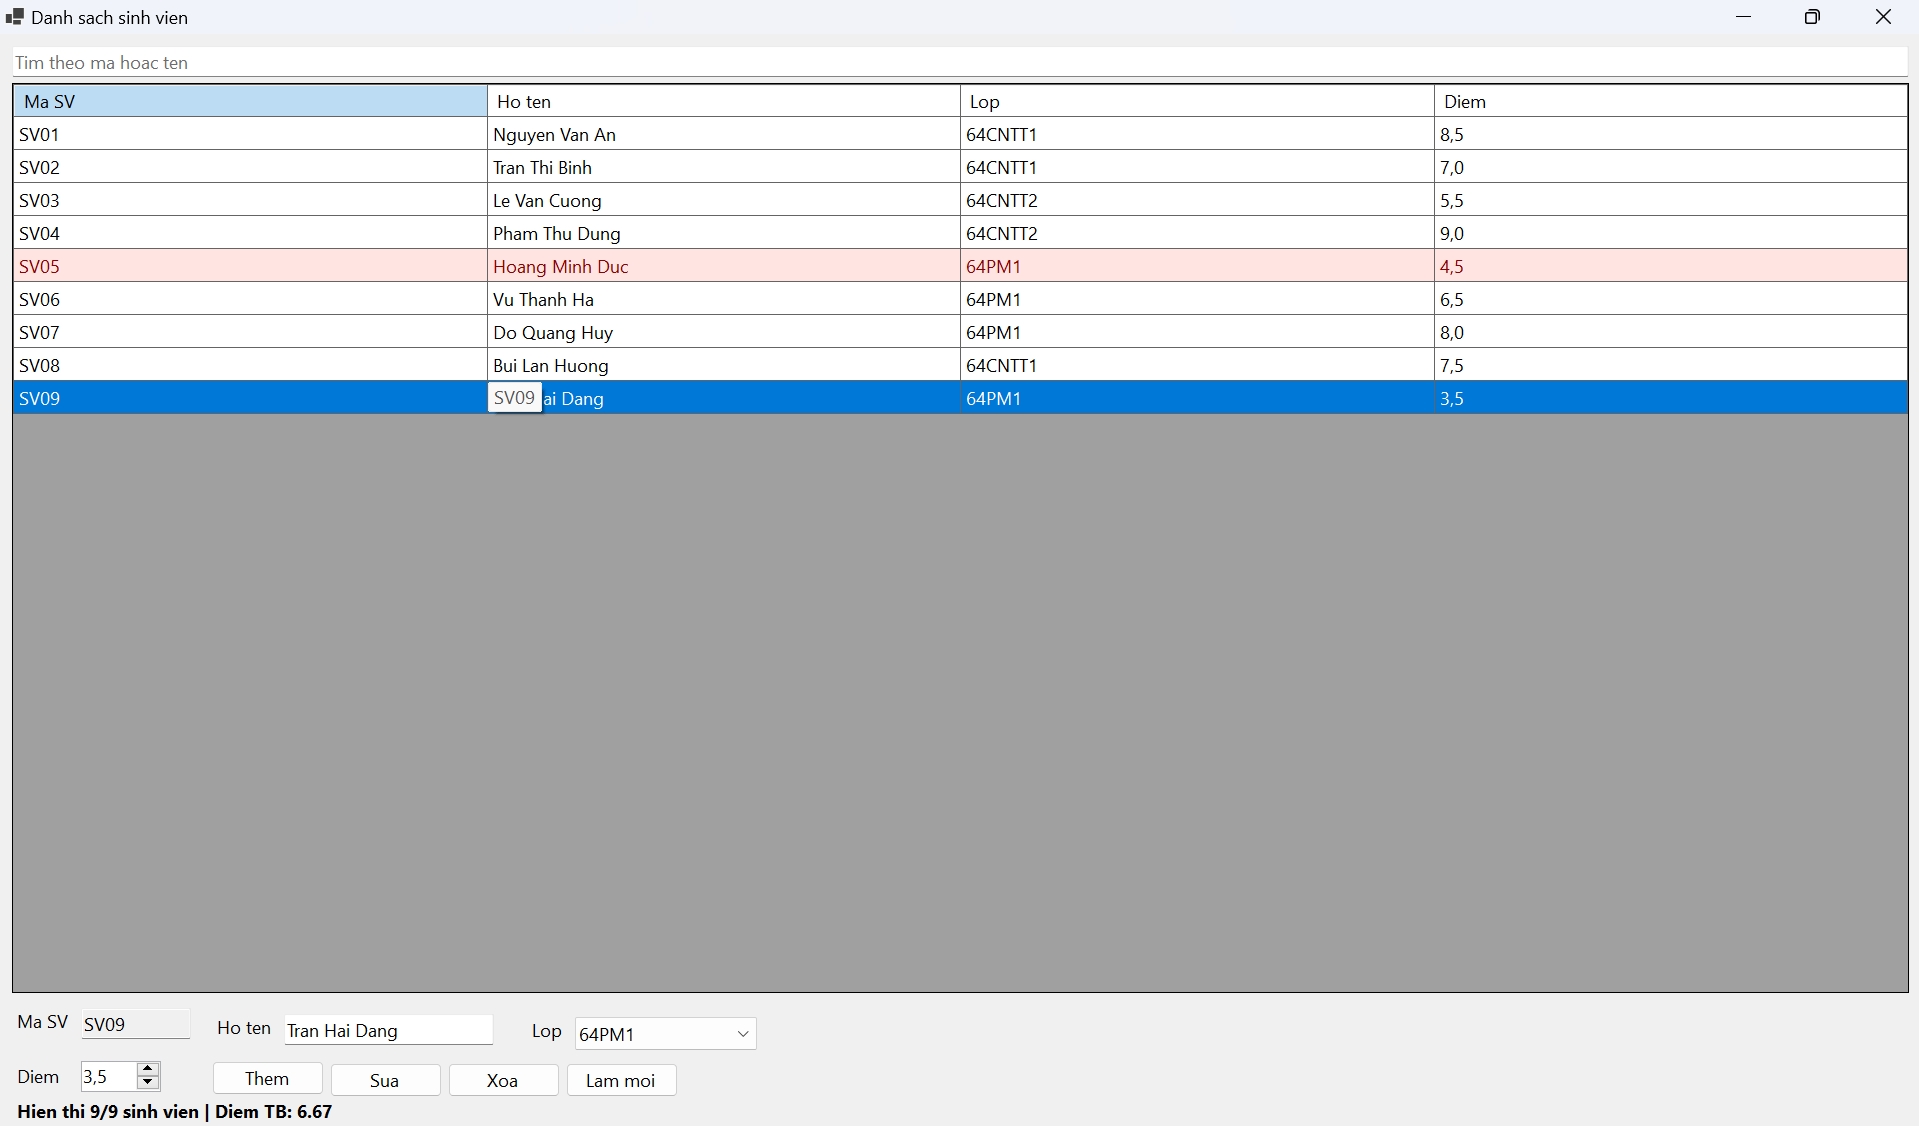 Danh sach sinh vien
Tim theo ma hoac ten
Ma SV Ho ten Lop Diem
SV01 Nguyen Van An 64CNTT1 8,5
SV02 Tran Thi Binh 64CNTT1 7,0
SV03 Le Van Cuong 64CNTT2 5,5
SV04 Pham Thu Dung 64CNTT2 9,0
SV05 Hoang Minh Duc 64PM1 4,5
SV06 Vu Thanh Ha 64PM1 6,5
SV07 Do Quang Huy 64PM1 8,0
SV08 Bui Lan Huong 64CNTT1 7,5
SV09 SV09 ai Dang 64PM1 3,5
Ma SV SV09 Ho ten Tran Hai Dang Lop 64PM1
Diem 3,5 Them Sua Xoa Lam moi
Hien thi 9/9 sinh vien | Diem TB: 6.67